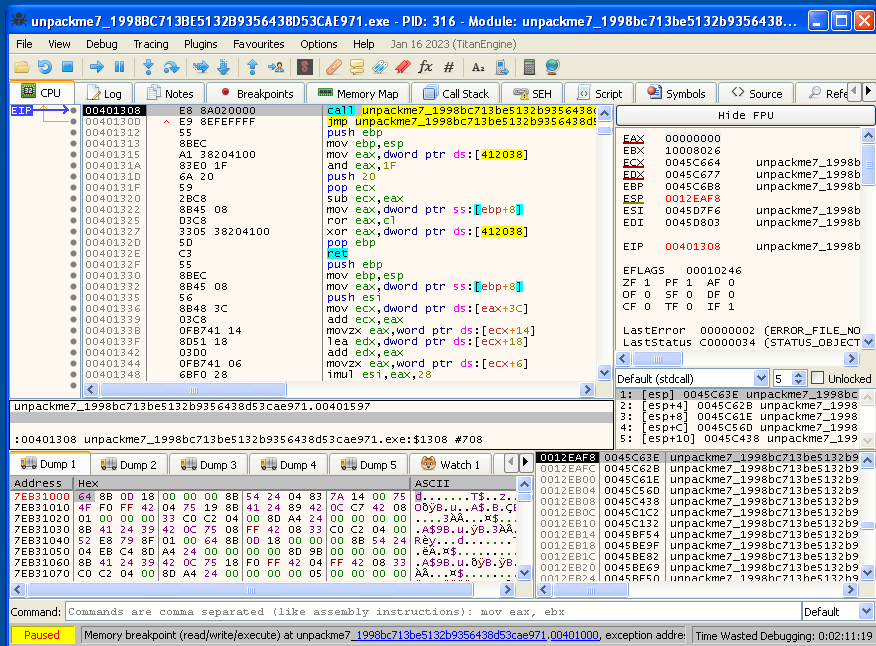 unpackme_1998BC713BE5132B9356438D53CAE971.exe - PID: 316 - Module: unpackme7_1998bc713be5132b9356438...
File View Debug Tracing Plugins Favourites Options Help Jan 16 2023 (TitanEngine)
CPU Log Notes Breakpoints Memory Map Call Stack SEH Script Symbols Source Refe
EIP 00401308 E8 8A020000 call unpackme7_1998bc713be5132b9356438c
0040130D E9 8EFEFFFF jmp unpackme7_1998bc713be5132b9356438d5
00401312 55 push ebp
00401313 8BEC mov ebp,esp
00401315 A1 38204100 mov eax,dword ptr ds:[412038]
0040131A 83E0 1F and eax,1F
0040131D 6A 20 push 20
0040131F 59 pop ecx
00401320 2BC8 sub ecx,eax
00401322 8B45 08 mov eax,dword ptr ss:[ebp+8]
00401325 D3C8 ror eax,cl
00401327 3305 38204100 xor eax,dword ptr ds:[412038]
0040132D 5D pop ebp
0040132E C3 ret
0040132F 55 push ebp
00401330 8BEC mov ebp,esp
00401332 8B45 08 mov eax,dword ptr ss:[ebp+8]
00401335 56 push esi
00401336 8B48 3C mov ecx,dword ptr ds:[eax+3C]
00401339 03C8 add ecx,eax
0040133B 0FB741 14 movzx eax,word ptr ds:[ecx+14]
0040133F 8D51 18 lea edx,dword ptr ds:[ecx+18]
00401342 03D0 add edx,eax
00401344 0FB741 06 movzx eax,word ptr ds:[ecx+6]
00401348 6BF0 28 imul esi,eax,28
Hide FPU
EAX 00000000
EBX 10008026
ECX 0045C664 unpackme7_1998b
EDX 0045C677 unpackme7_1998b
EBP 0045C6B8 unpackme7_1998b
ESP 0012EAF8
ESI 0045D7F6 unpackme7_1998b
EDI 0045D803 unpackme7_1998b
EIP 00401308 unpackme7_1998b
EFLAGS 00010246
ZF 1 PF 1 AF 0
OF 0 SF 0 DF 0
CF 0 TF 0 IF 1
LastError 00000002 (ERROR_FILE_NO
LastStatus C0000034 (STATUS_OBJECT
Default (stdcall) 5 Unlocked
1: [esp] 0045C63E unpackme7_1998bc
2: [esp+4] 0045C62B unpackme7_1998
3: [esp+8] 0045C61E unpackme7_1998
4: [esp+C] 0045C56D unpackme7_1998
5: [esp+10] 0045C438 unpackme7_1998
unpackme7_1998bc713be5132b9356438d53cae971.00401597
:00401308 unpackme7_1998bc713be5132b9356438d53cae971.exe:$1308 #708
Dump 1 Dump 2 Dump 3 Dump 4 Dump 5 Watch 1
Address Hex ASCII
7EB31000 64 8B 0D 18 00 00 00 8B 54 24 04 83 7A 14 00 75 d.......T$..z..
7EB31010 4F F0 FF 42 04 75 19 8B 41 24 89 42 0C C7 42 08 OðÿB.u..A$.B.ÇB
7EB31020 01 00 00 00 33 C0 C2 04 00 8D A4 24 00 00 00 00 ....3ÀÂ...¤$...
7EB31030 8B 41 24 39 42 0C 75 08 FF 42 08 33 C0 C2 04 00 .A$9B.u.ÿB.3ÀÂ.
7EB31040 52 E8 79 8F 01 00 64 8B 0D 18 00 00 00 8B 54 24 Rèy...d.......T
7EB31050 04 EB C4 8D A4 24 00 00 00 00 8D 9B 00 00 00 00 .ëÄ.¤$.........
7EB31060 8B 41 24 39 42 0C 75 18 F0 FF 42 04 FF 42 08 33 .A$9B.u.ðÿB.ÿB.
7EB31070 C0 C2 04 00 8D A4 24 00 00 00 00 05 00 00 00 00 ÀÂ...¤$........
0012EAF8 0045C63E unpackme7_1998bc713be5132b9
0012EAFC 0045C62B unpackme7_1998bc713be5132b9
0012EB00 0045C61E unpackme7_1998bc713be5132b9
0012EB04 0045C56D unpackme7_1998bc713be5132b9
0012EB08 0045C438 unpackme7_1998bc713be5132b9
0012EB0C 0045C1C2 unpackme7_1998bc713be5132b9
0012EB10 0045C132 unpackme7_1998bc713be5132b9
0012EB14 0045BF54 unpackme7_1998bc713be5132b9
0012EB18 0045BE9F unpackme7_1998bc713be5132b9
0012EB1C 0045BE82 unpackme7_1998bc713be5132b9
0012EB20 0045BE69 unpackme7_1998bc713be5132b9
0012EB24 0045BE50 unpackme7_1998bc713be5132b9
Command: Commands are comma separated (like assembly instructions): mov eax, ebx Default
Paused Memory breakpoint (read/write/execute) at unpackme7_1998bc713be5132b9356438d53cae971.00401000, exception addre Time Wasted Debugging: 0:02:11:19